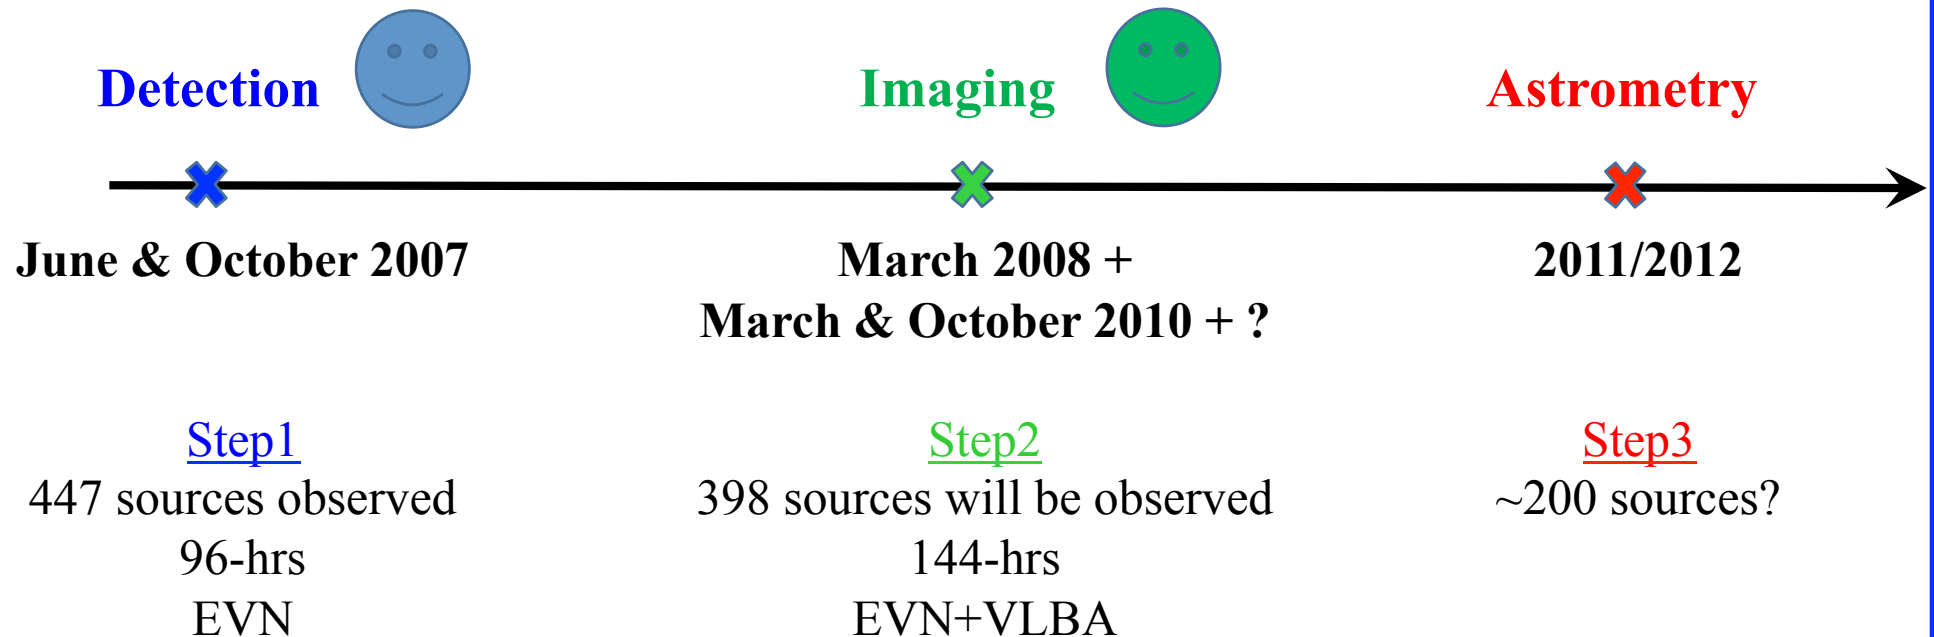 Detection
Imaging
Astrometry
June & October 2007
March 2008 +
March & October 2010 + ?
2011/2012
Step1
447 sources observed
96-hrs
EVN
Step2
398 sources will be observed
144-hrs
EVN+VLBA
Step3
~200 sources?